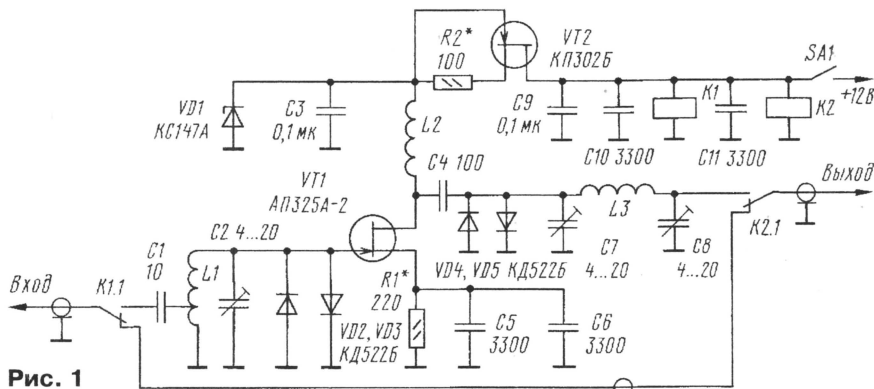 R2*
100
VT2
КП302Б
SA1
+12В
VD1
КС147А
C3
0,1 мк
L2
C9
0,1 мк
C10 3300
K1
C11 3300
K2
C4 100
Выход
VT1
АП325А-2
L3
K2.1
C2 4...20
C1
10
L1
R1*
220
VD4, VD5 КД522Б
C7
4...20
C8
4...20
Вход
K1.1
VD2, VD3
КД522Б
C5
3300
C6
3300
Рис. 1